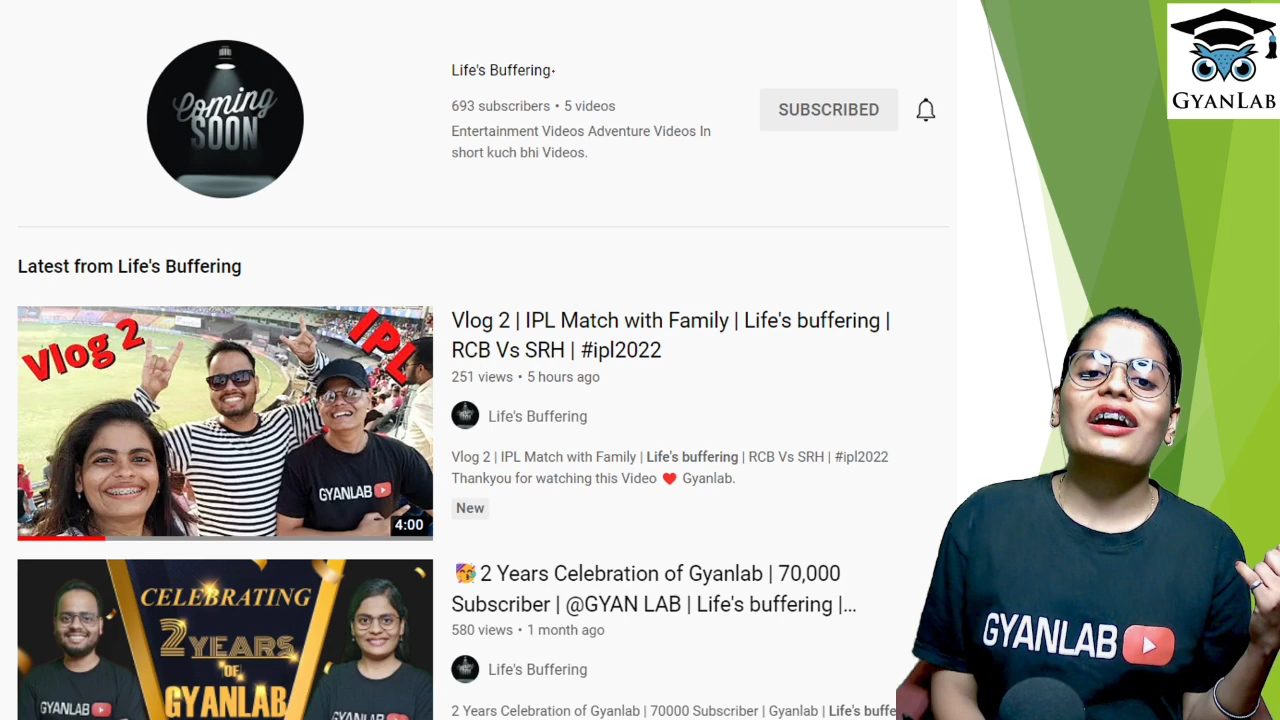 GYANLAB
Coming
SOON
Life's Buffering·
693 subscribers • 5 videos
Entertainment Videos Adventure Videos In
short kuch bhi Videos.
SUBSCRIBED
Latest from Life's Buffering
Vlog 2
IPL
GYANLAB
4:00
Vlog 2 | IPL Match with Family | Life's buffering |
RCB Vs SRH | #ipl2022
251 views • 5 hours ago
Life's Buffering
Vlog 2 | IPL Match with Family | Life's buffering | RCB Vs SRH | #ipl2022
Thankyou for watching this Video ❤️ Gyanlab.
New
CELEBRATING
2 YEARS
OF
GYANLAB
GYANLAB
GYANLAB
🥳 2 Years Celebration of Gyanlab | 70,000
Subscriber | @GYAN LAB | Life's buffering |...
580 views • 1 month ago
Life's Buffering
2 Years Celebration of Gyanlab | 70000 Subscriber | Gyanlab | Life's buffe
GYANLAB